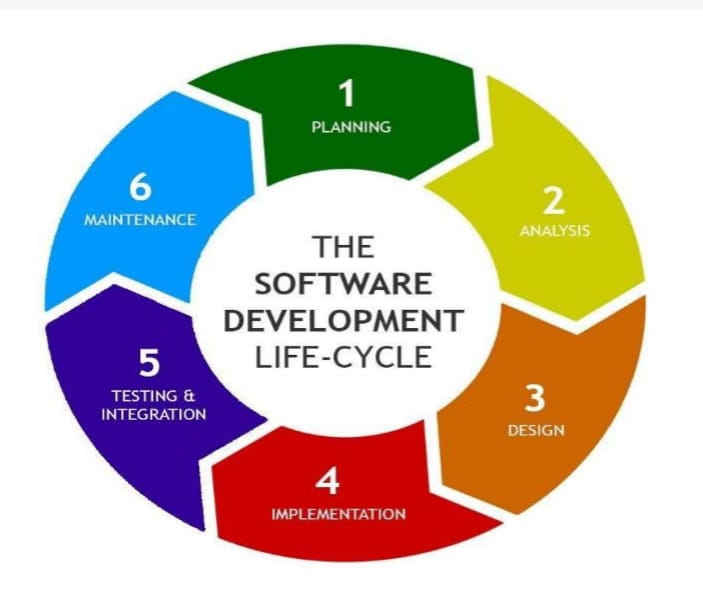 1
PLANNING
2
ANALYSIS
3
DESIGN
4
IMPLEMENTATION
5
TESTING &
INTEGRATION
6
MAINTENANCE
THE
SOFTWARE
DEVELOPMENT
LIFE-CYCLE